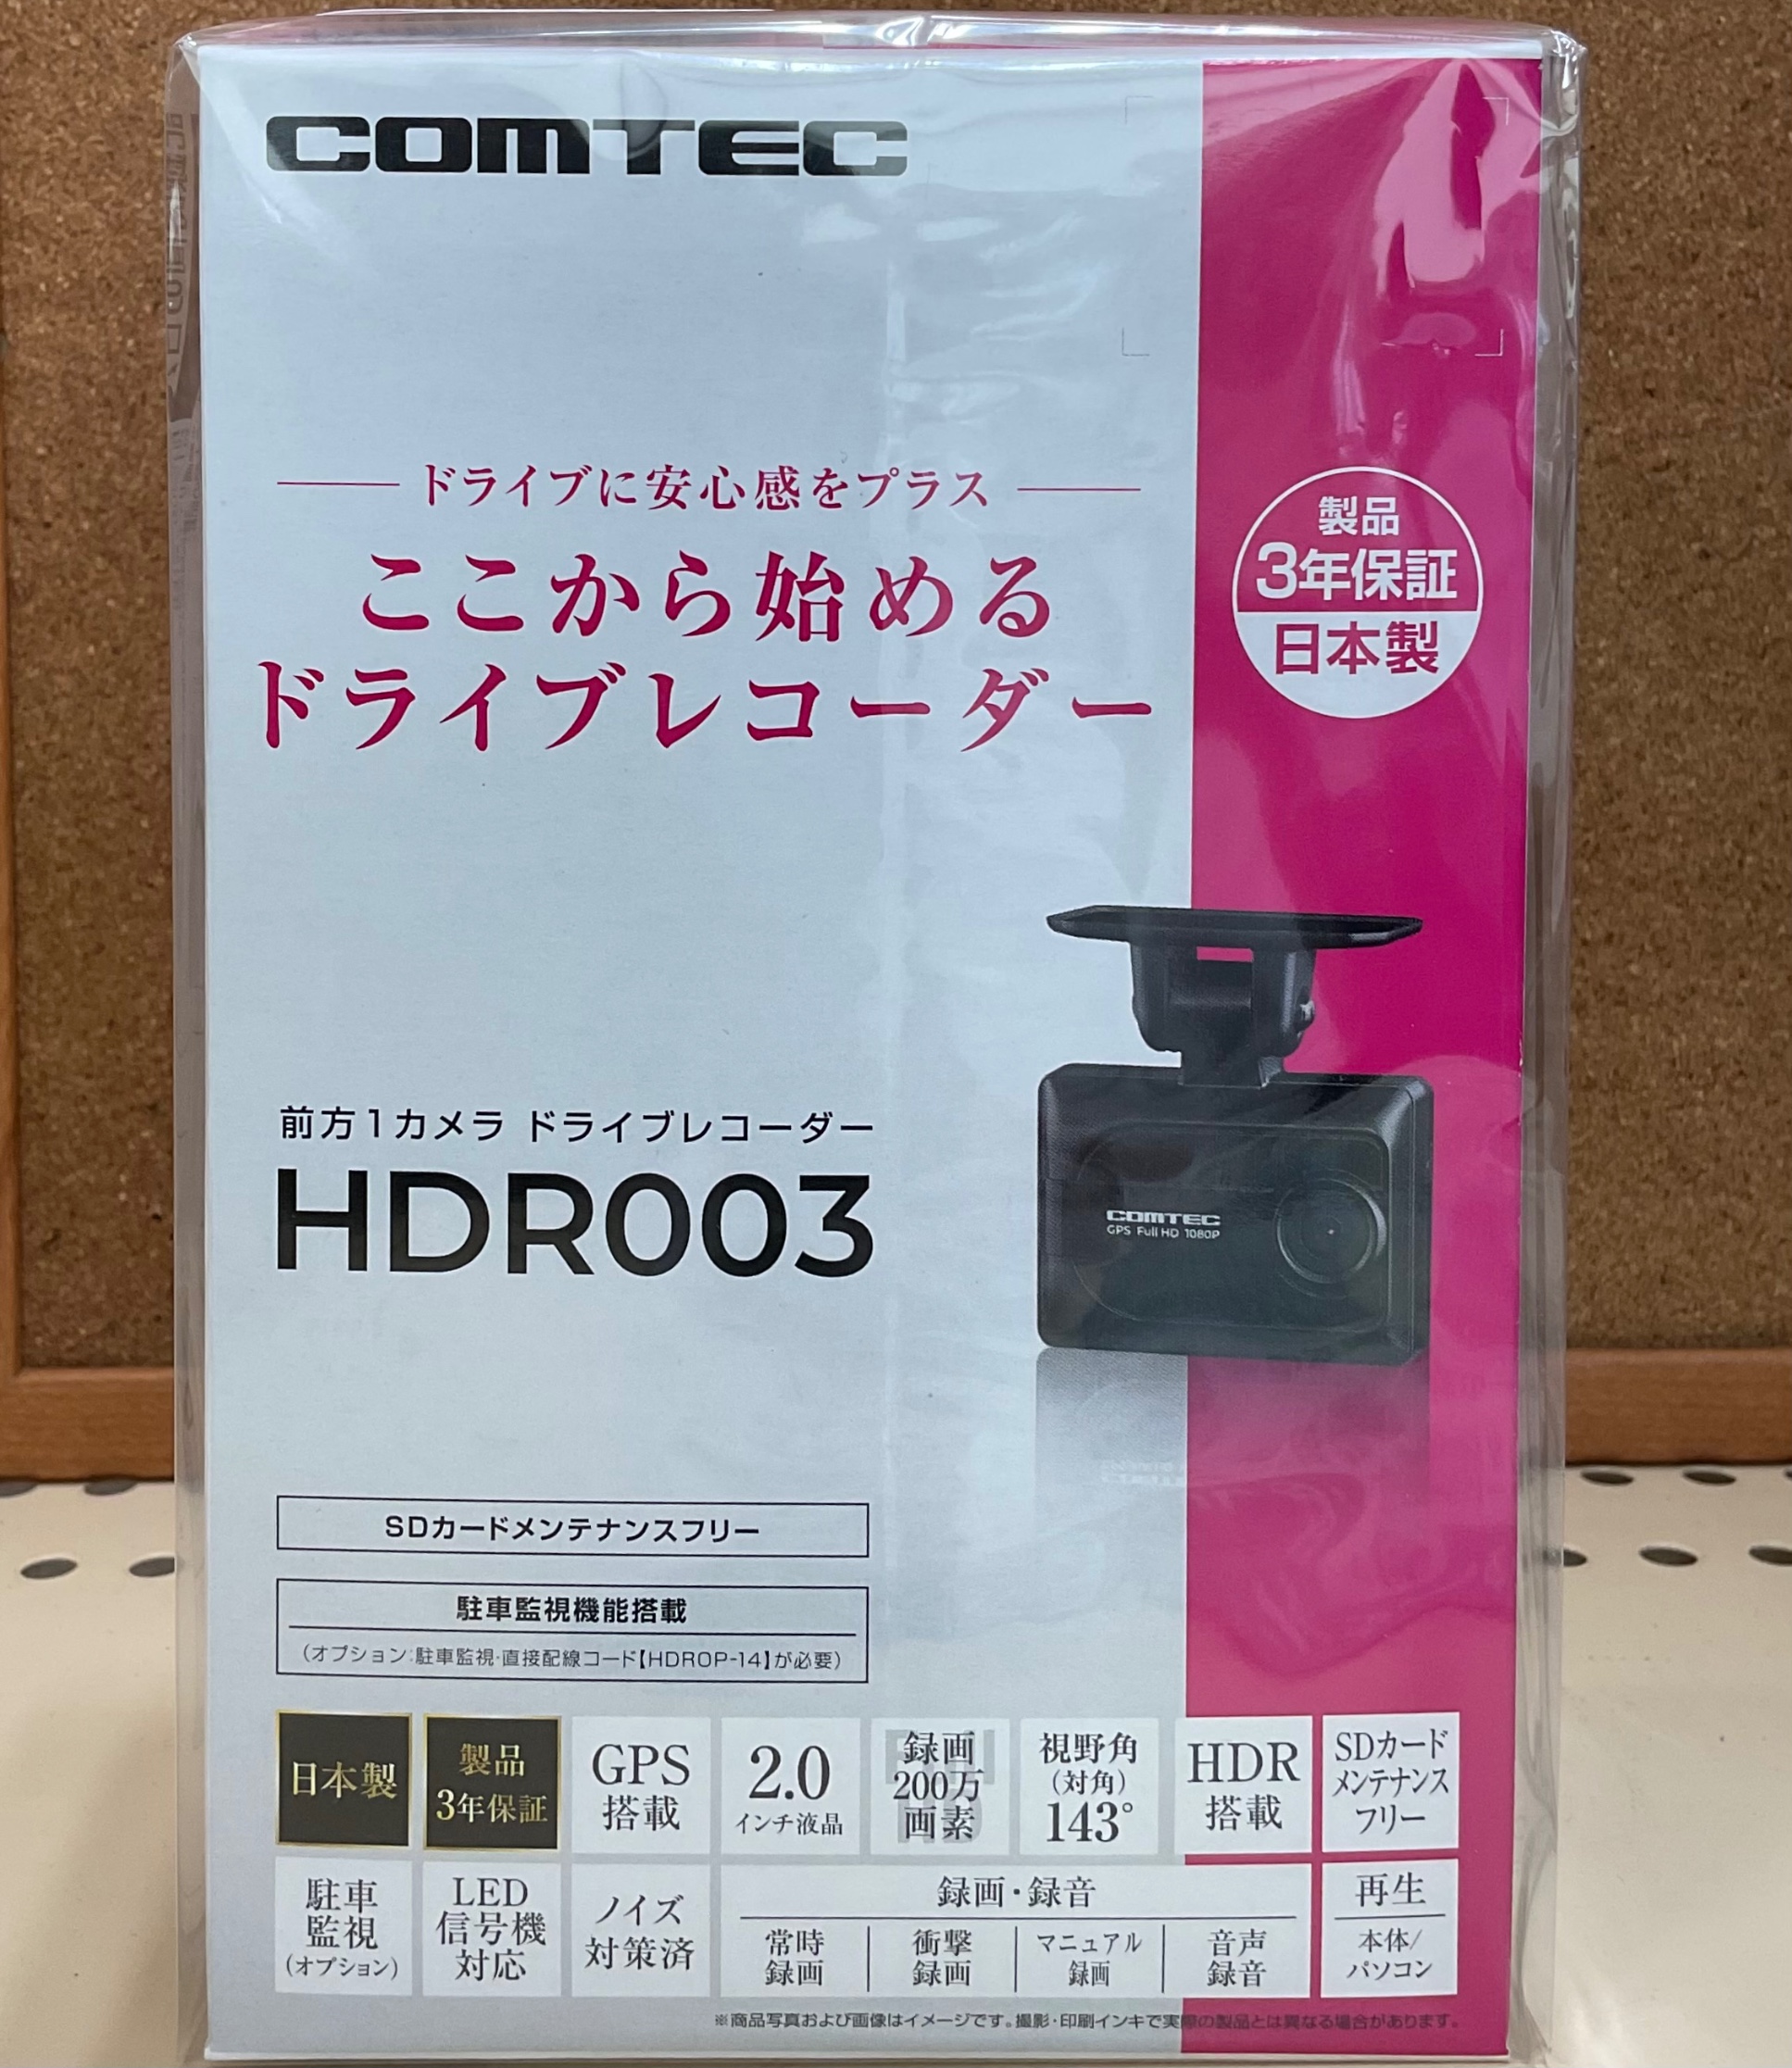 COMTEC
ドライブに安心感をプラス
ここから始める
ドライブレコーダー
製品
3年保証
日本製
前方1カメラ ドライブレコーダー
HDR003
COMTEC
GPS Full HD 1080P
SDカードメンテナンスフリー
駐車監視機能搭載
(オプション:駐車監視・直接配線コード【HDROP-14】が必要)
日本製
製品
3年保証
GPS
搭載
2.0
インチ液晶
録画
200万
画素
視野角
(対角)
143°
HDR
搭載
SDカード
メンテナンス
フリー
駐車
監視
(オプション)
LED
信号機
対応
ノイズ
対策済
録画・録音
常時
録画
衝撃
録画
マニュアル
録画
音声
録音
再生
本体/
パソコン
※商品写真および画像はイメージです。撮影・印刷インキで実際の製品とは異なる場合があります。